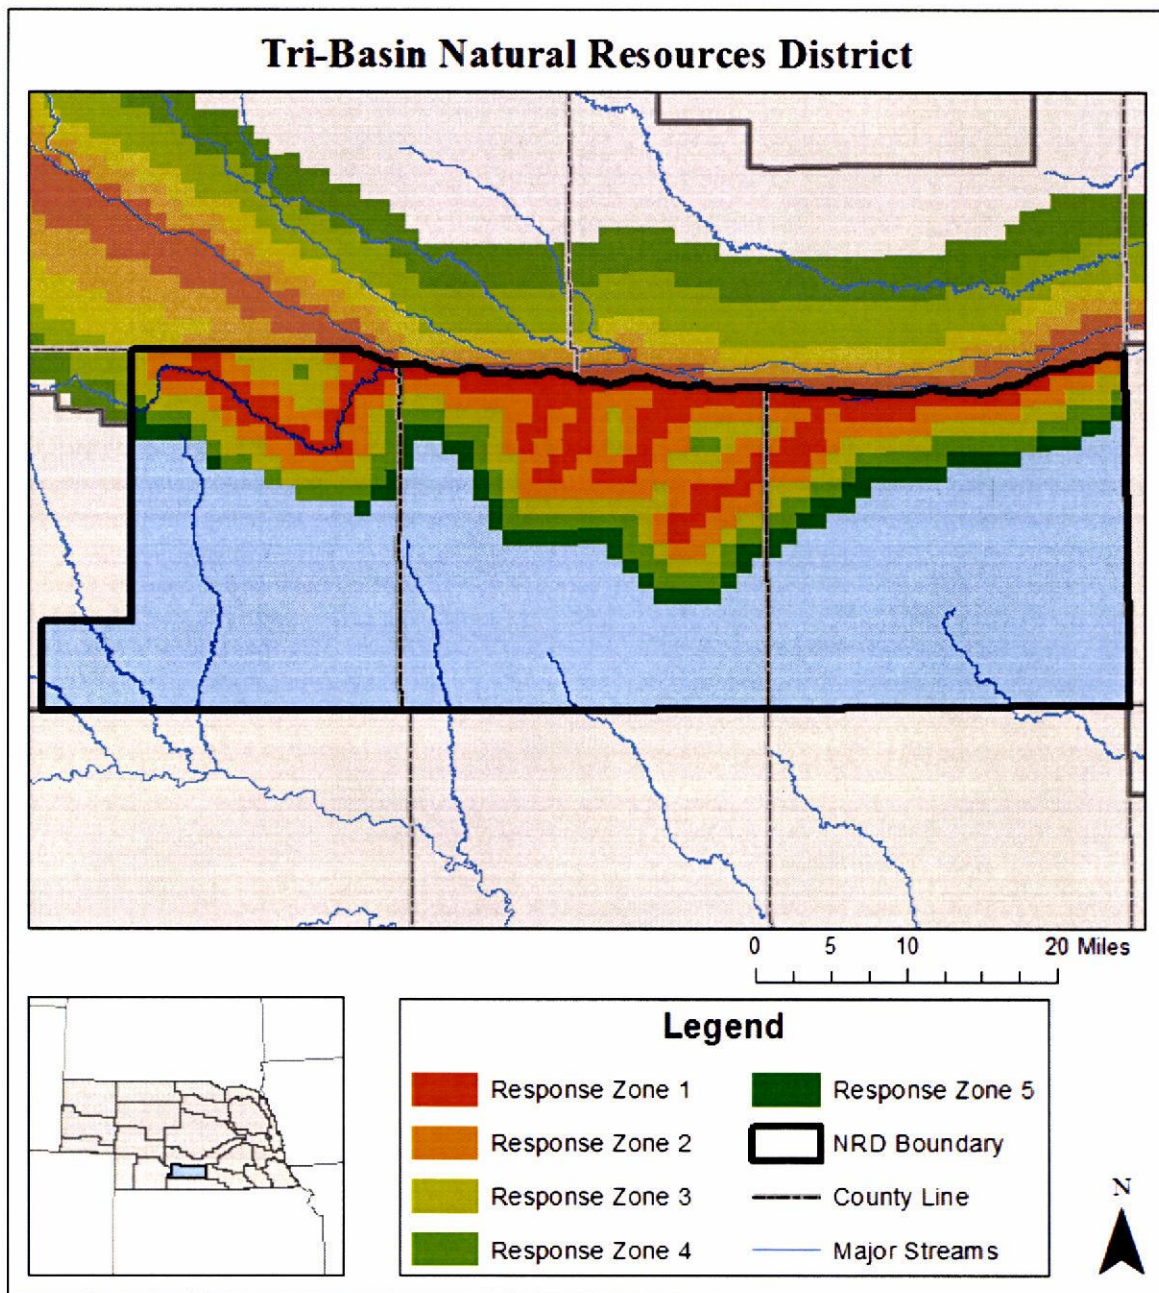 Tri-Basin Natural Resources District
0 5 10 20 Miles
Legend
Response Zone 1
Response Zone 2
Response Zone 3
Response Zone 4
Response Zone 5
NRD Boundary
County Line
Major Streams
N